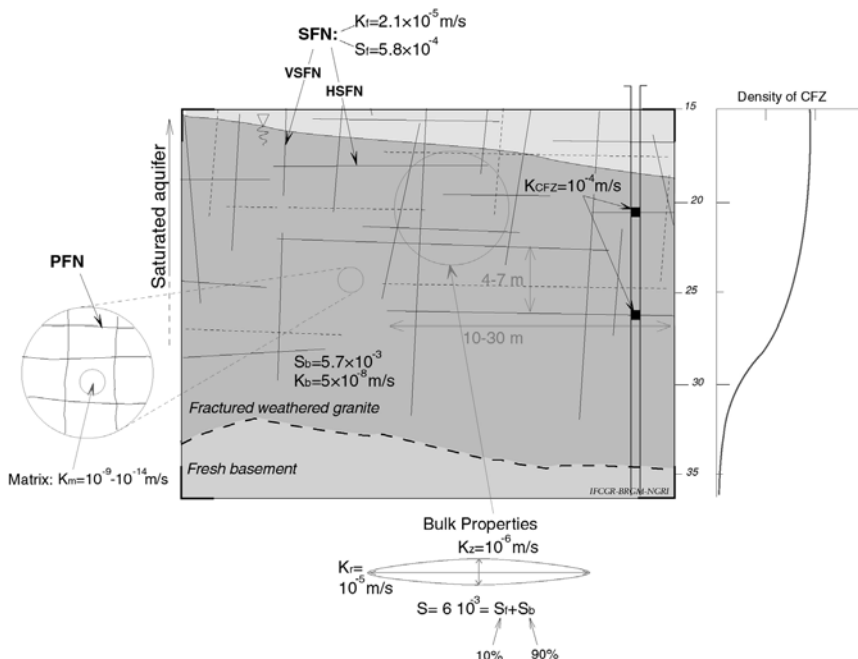 SFN:
Kf=2.1×10⁻⁵m/s
Sf=5.8×10⁻⁴
VSFN
HSFN
Density of CFZ
15
20
25
30
35
Saturated aquifer
KCFZ=10⁻⁴m/s
PFN
4-7 m
10-30 m
Sb=5.7×10⁻³
Kb=5×10⁻⁸m/s
Fractured weathered granite
Fresh basement
Matrix: Km=10⁻⁹-10⁻¹⁴m/s
IFCGR-BRGM-NGRI
Bulk Properties
Kz=10⁻⁶m/s
Kr=
10⁻⁵m/s
S= 6 10⁻³= Sf+Sb
10%
90%